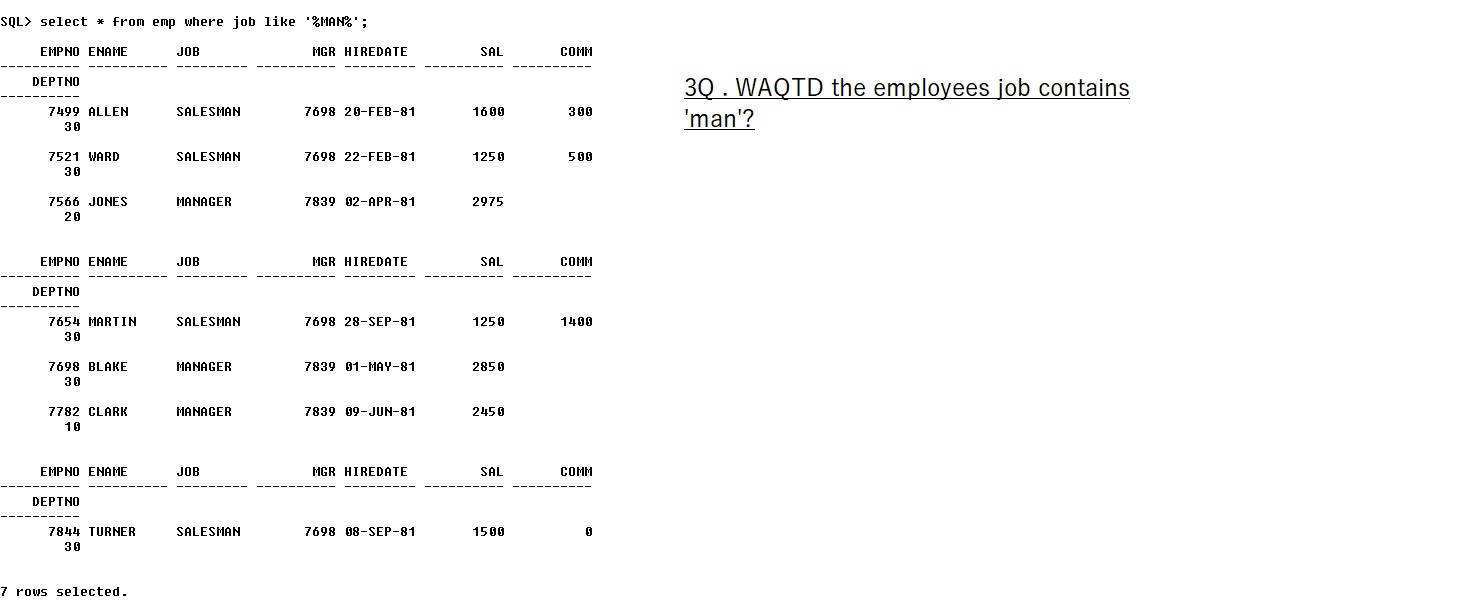 SQL> select * from emp where job like '%MAN%';
EMPNO ENAME JOB MGR HIREDATE SAL COMM
---------- ---------- --------- ---------- --------- ---------- ----------
DEPTNO
----------
7499 ALLEN SALESMAN 7698 20-FEB-81 1600 300
30
7521 WARD SALESMAN 7698 22-FEB-81 1250 500
30
7566 JONES MANAGER 7839 02-APR-81 2975
20
EMPNO ENAME JOB MGR HIREDATE SAL COMM
---------- ---------- --------- ---------- --------- ---------- ----------
DEPTNO
----------
7654 MARTIN SALESMAN 7698 28-SEP-81 1250 1400
30
7698 BLAKE MANAGER 7839 01-MAY-81 2850
30
7782 CLARK MANAGER 7839 09-JUN-81 2450
10
EMPNO ENAME JOB MGR HIREDATE SAL COMM
---------- ---------- --------- ---------- --------- ---------- ----------
DEPTNO
----------
7844 TURNER SALESMAN 7698 08-SEP-81 1500 0
30
7 rows selected.
3Q . WAQTD the employees job contains
'man'?